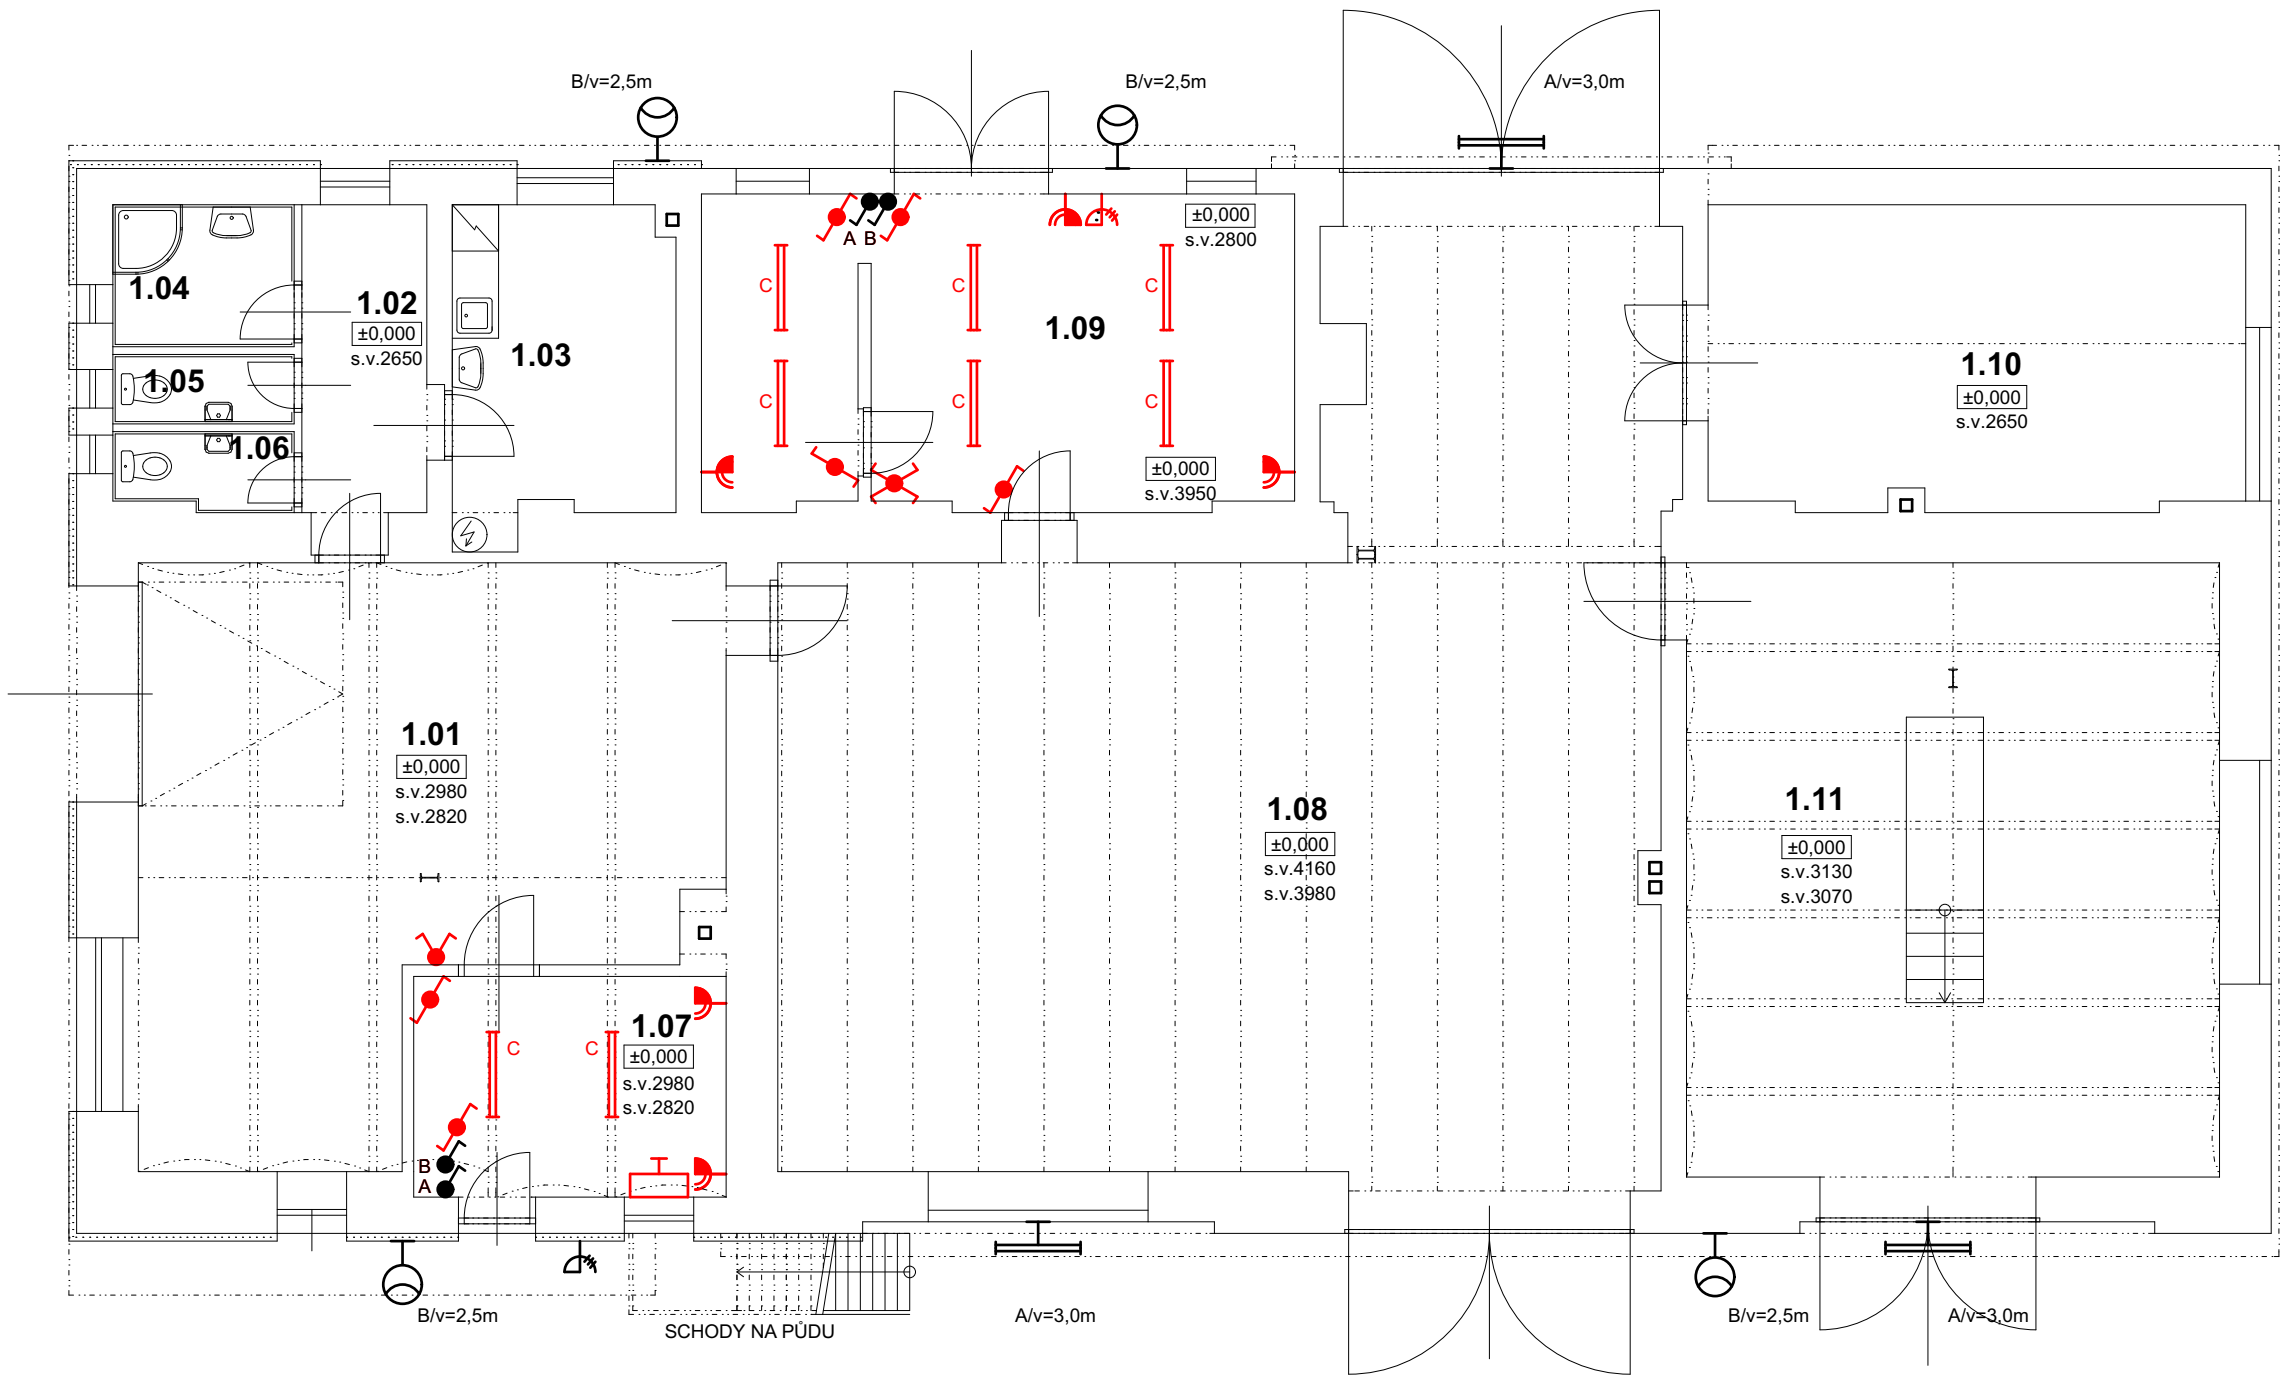 B/v=2,5m
B/v=2,5m
A/v=3,0m
A B
±0,000
s.v.2800
1.04
1.02
±0,000
s.v.2650
C
C
C
1.09
1.03
1.05
1.06
C
C
C
±0,000
s.v.3950
1.10
±0,000
s.v.2650
1.01
±0,000
s.v.2980
s.v.2820
1.08
±0,000
s.v.4160
s.v.3980
1.11
±0,000
s.v.3130
s.v.3070
1.07
±0,000
s.v.2980
s.v.2820
C
C
B
A
B/v=2,5m
SCHODY NA PŮDU
A/v=3,0m
B/v=2,5m
A/v=3,0m